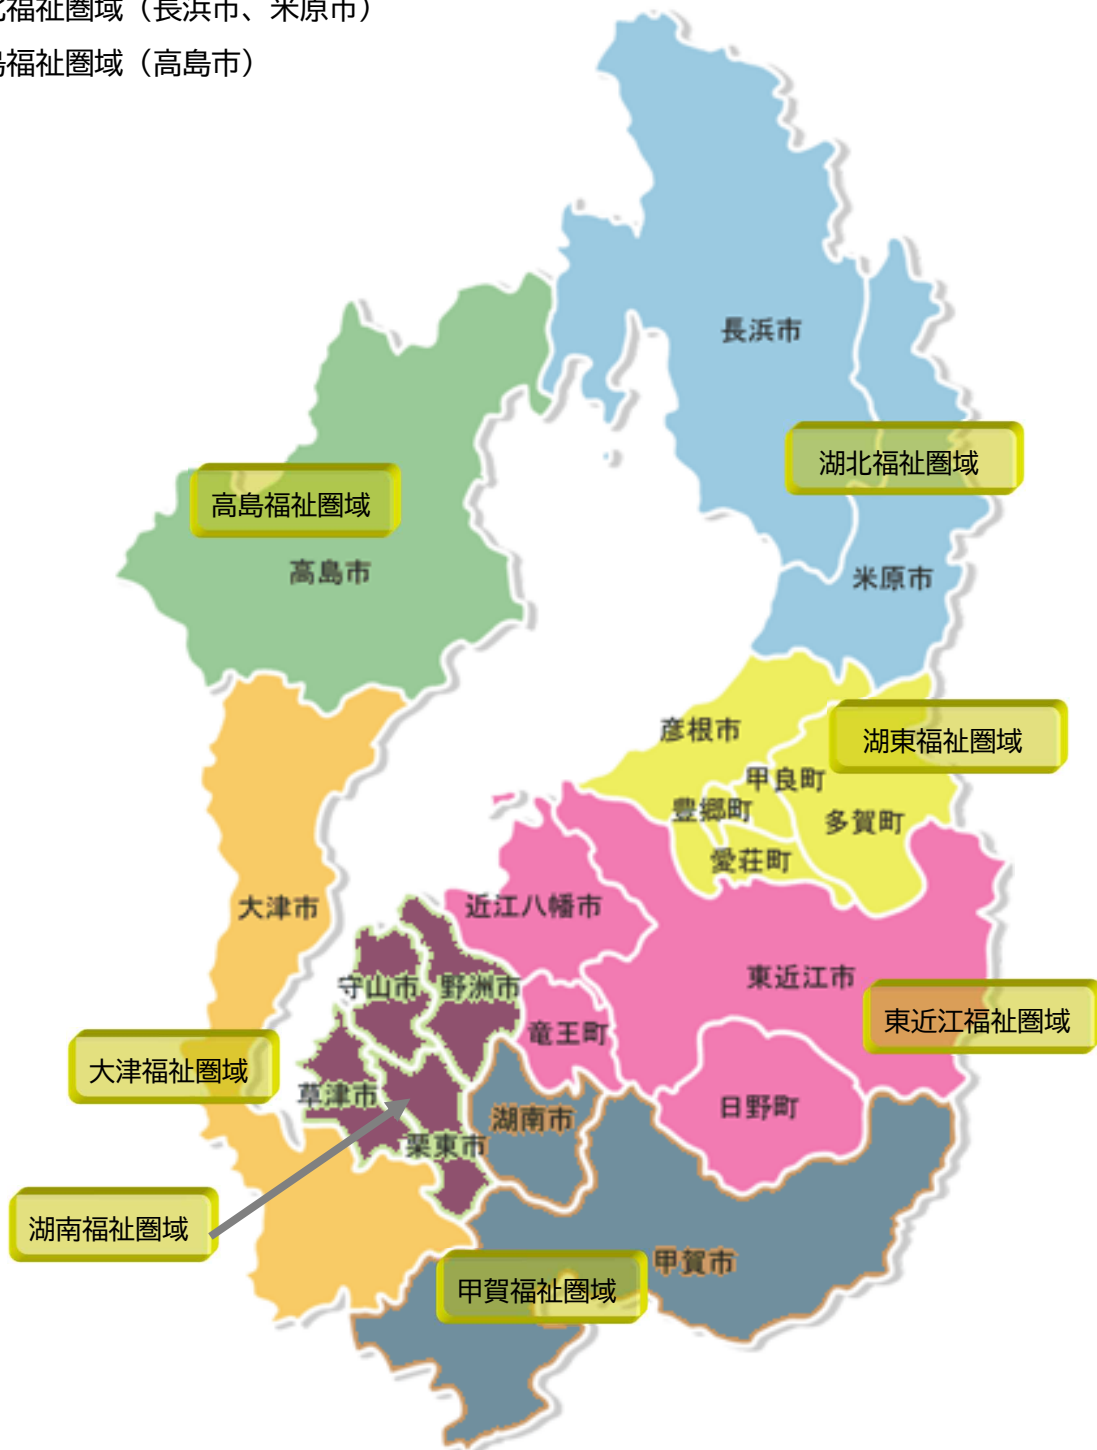 北福祉圏域（長浜市、米原市）
島福祉圏域（高島市）
長浜市
湖北福祉圏域
高島福祉圏域
高島市
米原市
彦根市
湖東福祉圏域
甲良町
豊郷町
多賀町
愛荘町
大津市
近江八幡市
東近江市
守山市
野洲市
東近江福祉圏域
竜王町
大津福祉圏域
草津市
日野町
湖南市
栗東市
湖南福祉圏域
甲賀市
甲賀福祉圏域